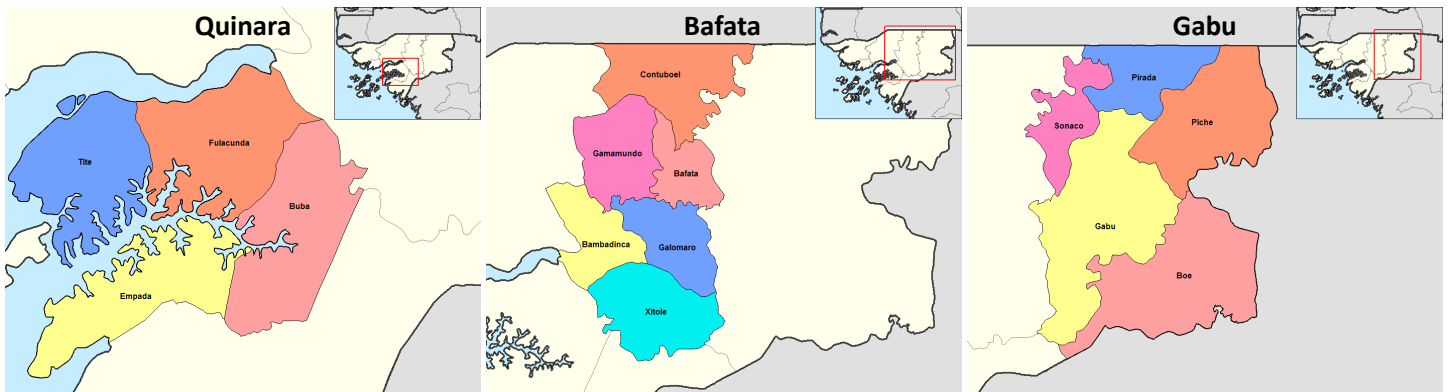 Quinara
Tite
Fulacunda
Buba
Empada
Bafata
Contuboel
Gamamundo
Bafata
Bambadinca
Galomaro
Xitole
Gabu
Pirada
Sonaco
Piche
Gabu
Boe